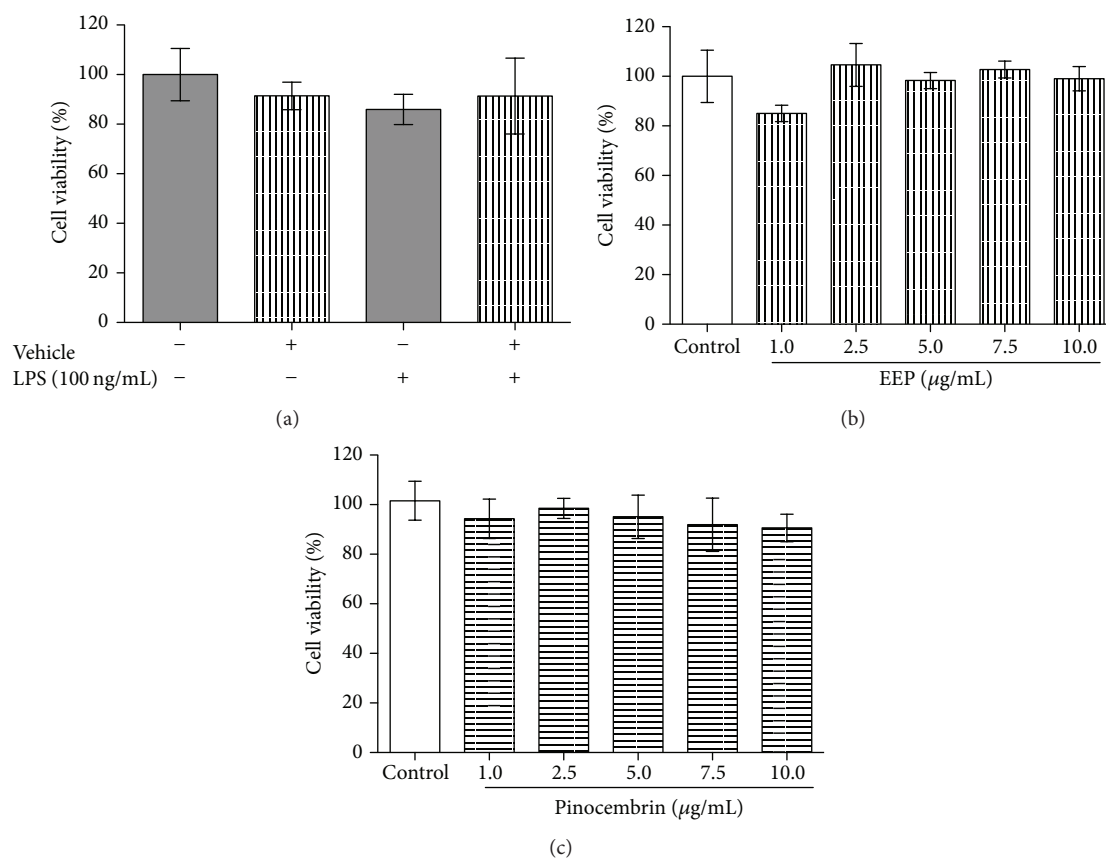 120
100
80
60
40
20
0
Cell viability (%)
Vehicle − + − +
LPS (100 ng/mL) − − + +
(a)
120
100
80
60
40
20
0
Cell viability (%)
Control 1.0 2.5 5.0 7.5 10.0
EEP (μg/mL)
(b)
120
100
80
60
40
20
0
Cell viability (%)
Control 1.0 2.5 5.0 7.5 10.0
Pinocembrin (μg/mL)
(c)